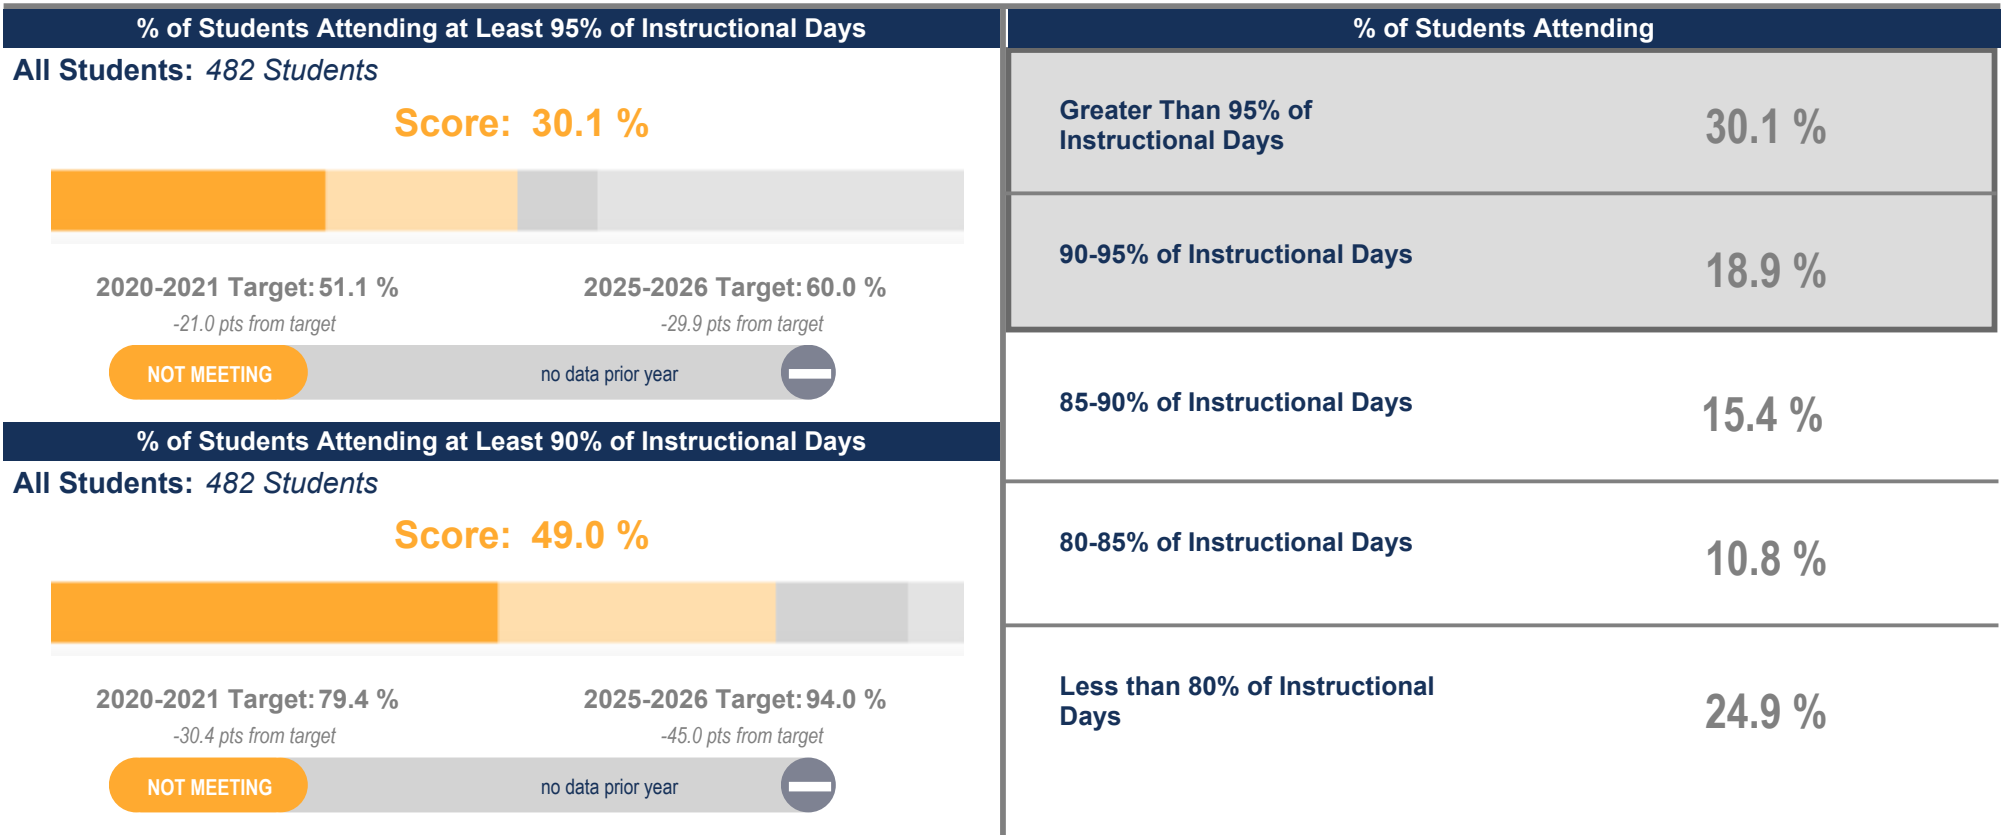 % of Students Attending at Least 95% of Instructional Days
All Students: 482 Students
Score: 30.1 %
2020-2021 Target: 51.1 %
-21.0 pts from target
2025-2026 Target: 60.0 %
-29.9 pts from target
NOT MEETING
no data prior year
% of Students Attending at Least 90% of Instructional Days
All Students: 482 Students
Score: 49.0 %
2020-2021 Target: 79.4 %
-30.4 pts from target
2025-2026 Target: 94.0 %
-45.0 pts from target
NOT MEETING
no data prior year
% of Students Attending
Greater Than 95% of
Instructional Days
30.1 %
90-95% of Instructional Days
18.9 %
85-90% of Instructional Days
15.4 %
80-85% of Instructional Days
10.8 %
Less than 80% of Instructional
Days
24.9 %